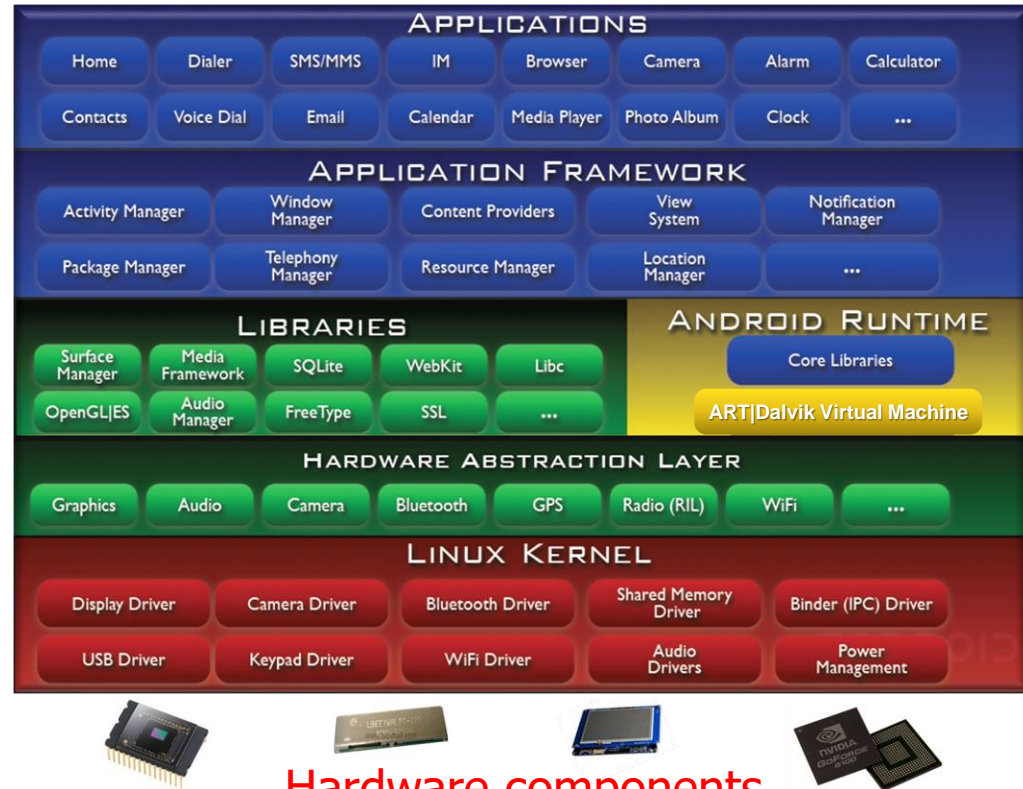 APPLICATIONS
Home Dialer SMS/MMS IM Browser Camera Alarm Calculator
Contacts Voice Dial Email Calendar Media Player Photo Album Clock ...
APPLICATION FRAMEWORK
Activity Manager Window Manager Content Providers View System Notification Manager
Package Manager Telephony Manager Resource Manager Location Manager ...
LIBRARIES
Surface Manager Media Framework SQLite WebKit Libc
OpenGL|ES Audio Manager FreeType SSL ...
ANDROID RUNTIME
Core Libraries
ART|Dalvik Virtual Machine
HARDWARE ABSTRACTION LAYER
Graphics Audio Camera Bluetooth GPS Radio (RIL) WiFi ...
LINUX KERNEL
Display Driver Camera Driver Bluetooth Driver Shared Memory Driver Binder (IPC) Driver
USB Driver Keypad Driver WiFi Driver Audio Drivers Power Management
NVIDIA
GEFORCE
6100
Hardware components